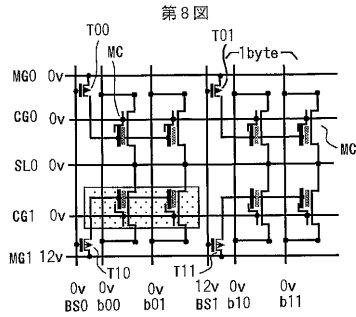 第8図
T00
T01
MC
1byte
MG0 0v
CG0 0v
MC
SL0 0v
CG1 0v
MG1 12v
T10
T11
0v 0v 0v 12v 0v 0v
BS0 b00 b01 BS1 b10 b11